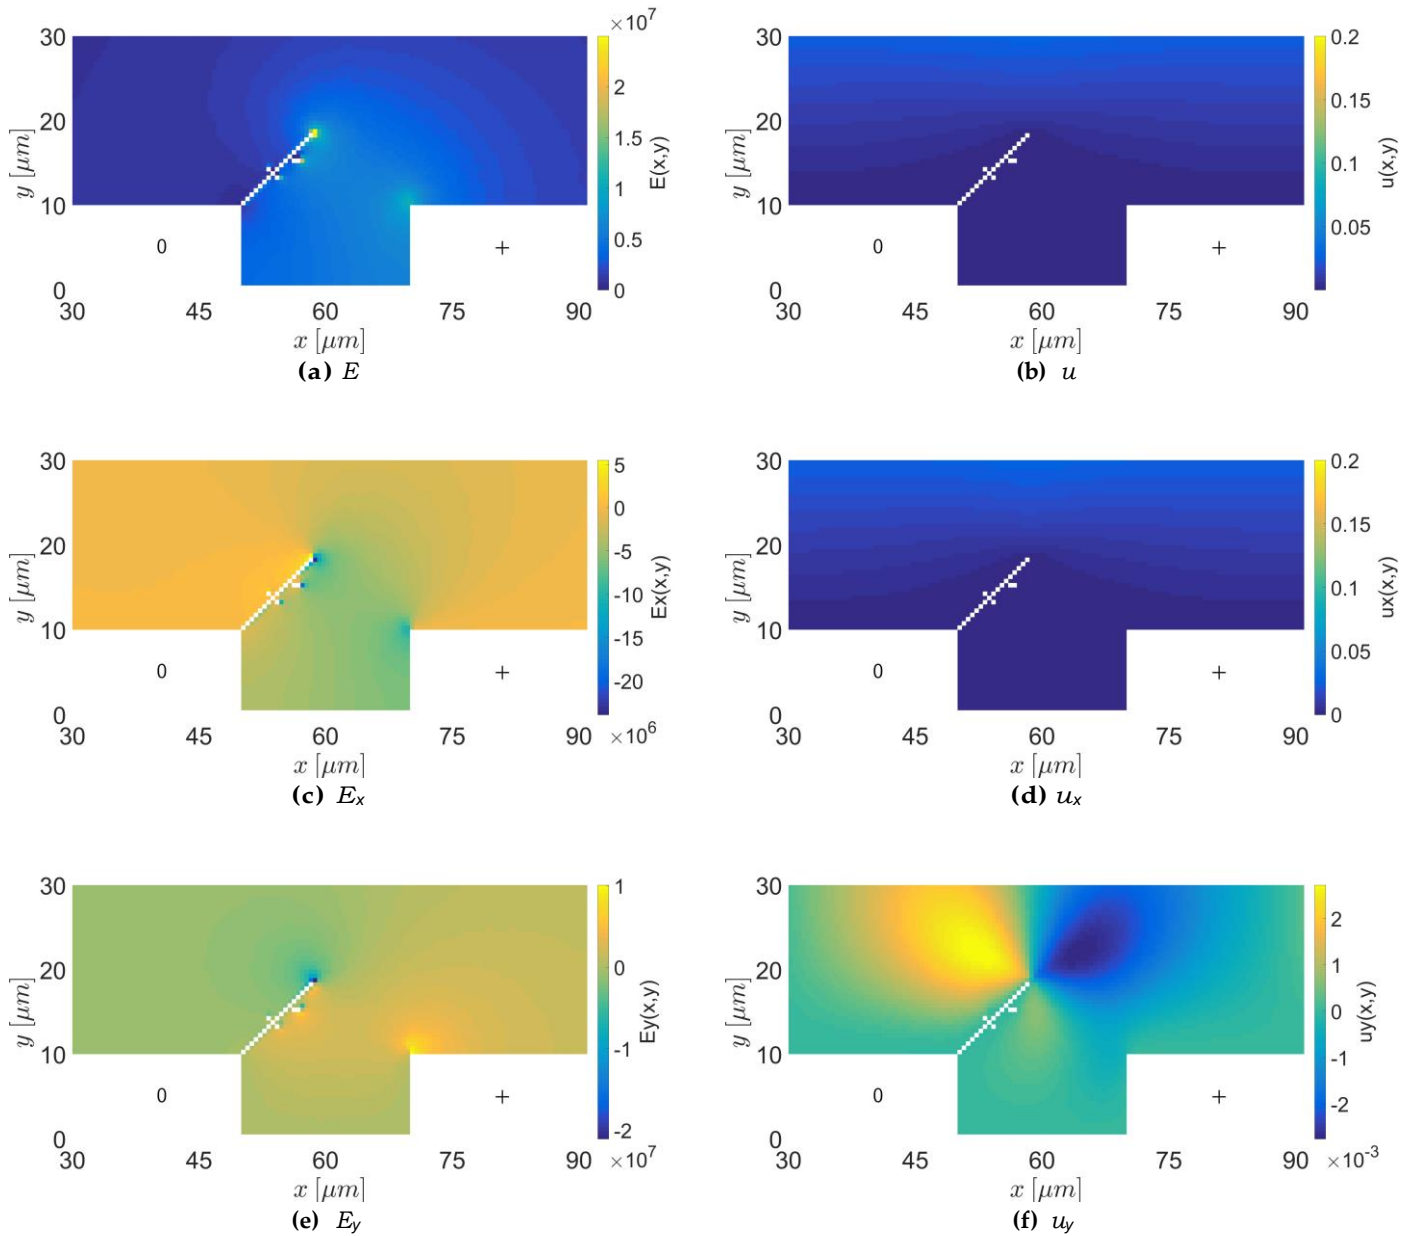 ×10⁷
30
20
10
0
y [μm]
0
+
30 45 60 75 90
x [μm]
2
1.5
1
0.5
0
E(x,y)
(a) E
30
20
10
0
y [μm]
0
+
30 45 60 75 90
x [μm]
0.2
0.15
0.1
0.05
0
u(x,y)
(b) u
30
20
10
0
y [μm]
0
+
30 45 60 75 90
x [μm]
5
0
-5
-10
-15
-20
×10⁶
Ex(x,y)
(c) Eₓ
30
20
10
0
y [μm]
0
+
30 45 60 75 90
x [μm]
0.2
0.15
0.1
0.05
0
ux(x,y)
(d) uₓ
30
20
10
0
y [μm]
0
+
30 45 60 75 90
x [μm]
1
0
-1
-2
×10⁷
Ey(x,y)
(e) E_y
30
20
10
0
y [μm]
0
+
30 45 60 75 90
x [μm]
2
1
0
-1
-2
×10⁻³
uy(x,y)
(f) u_y